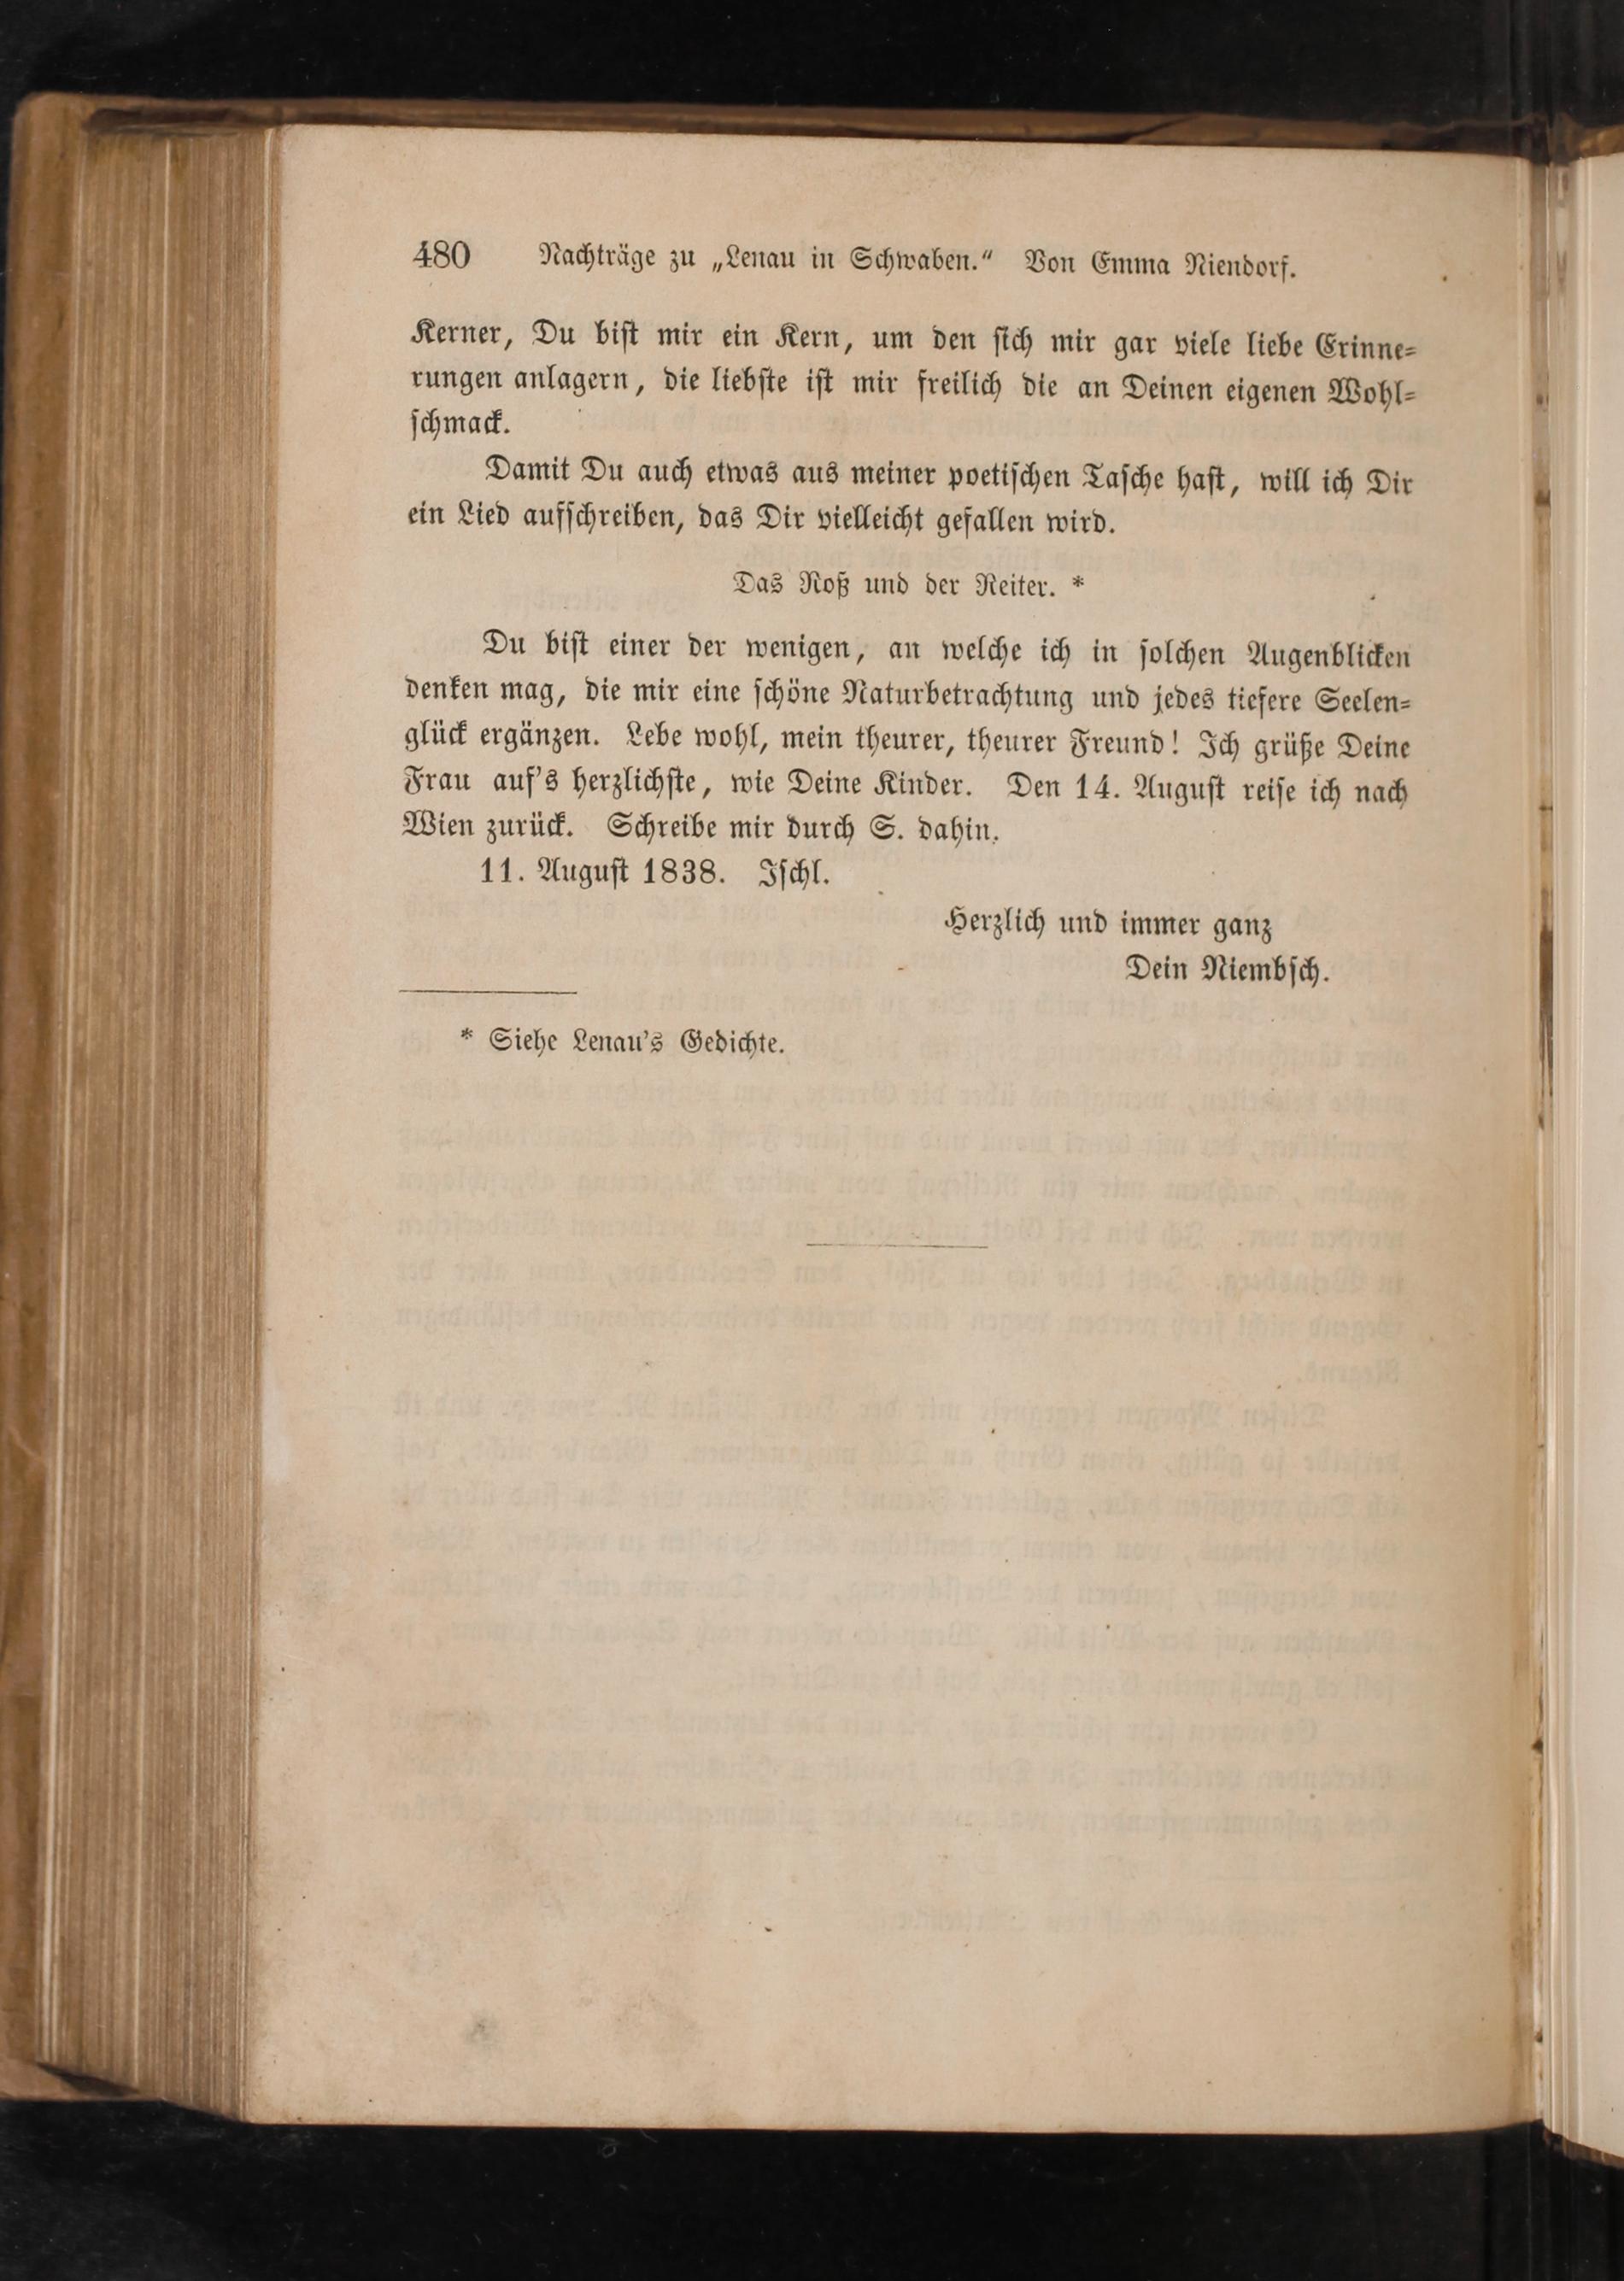 480 Nachträge zu „Lenau in Schwaben.“ Von Emma Niendorf.
Kerner, Du bist mir ein Kern, um den sich mir gar viele liebe Erinne-
rungen anlagern, die liebste ist mir freilich die an Deinen eigenen Wohl-
schmack.
Damit Du auch etwas aus meiner poetischen Tasche hast, will ich Dir
ein Lied aufschreiben, das Dir vielleicht gefallen wird.
Das Roß und der Reiter. *
Du bist einer der wenigen, an welche ich in solchen Augenblicken
denken mag, die mir eine schöne Naturbetrachtung und jedes tiefere Seelen-
glück ergänzen. Lebe wohl, mein theurer, theurer Freund! Ich grüße Deine
Frau auf's herzlichste, wie Deine Kinder. Den 14. August reise ich nach
Wien zurück. Schreibe mir durch S. dahin.
11. August 1838. Ischl.
Herzlich und immer ganz
Dein Niembsch.
* Siehe Lenau's Gedichte.